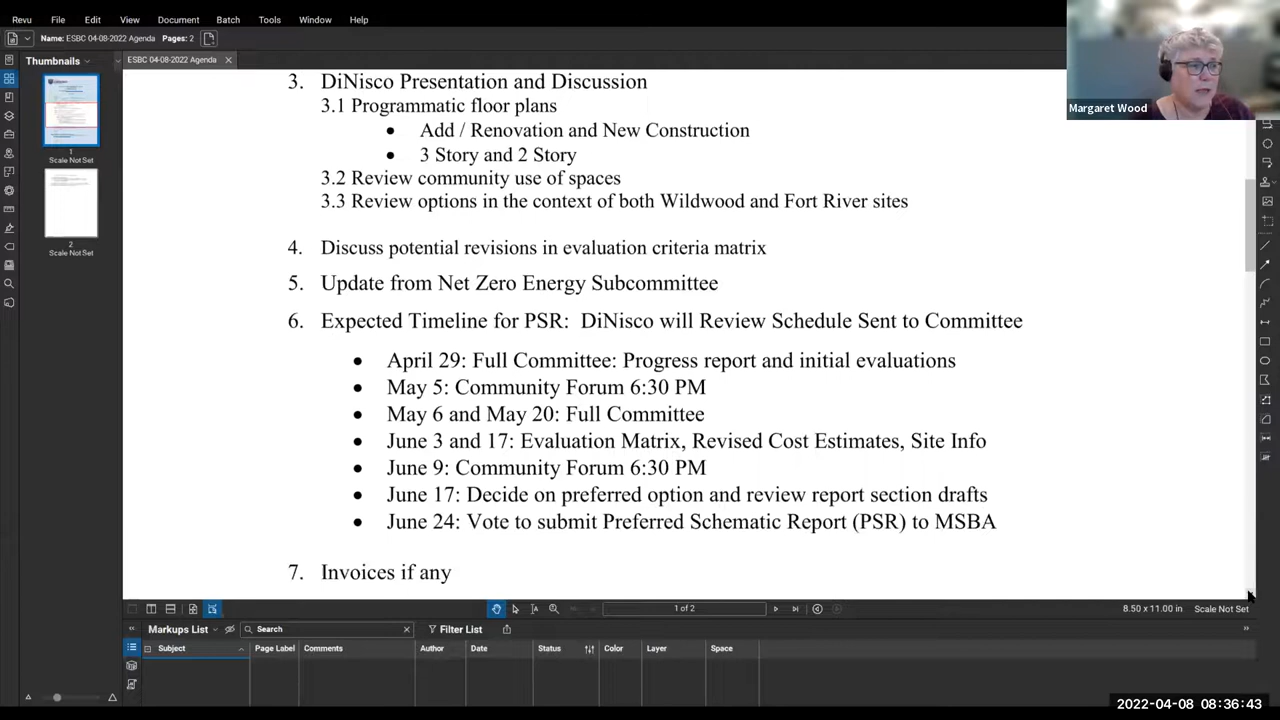 Revu File Edit View Document Batch Tools Window Help
Name: ESBC 04-08-2022 Agenda Pages: 2
Thumbnails
ESBC 04-08-2022 Agenda
Margaret Wood
1
Scale Not Set
2
Scale Not Set
3. DiNisco Presentation and Discussion
3.1 Programmatic floor plans
• Add / Renovation and New Construction
• 3 Story and 2 Story
3.2 Review community use of spaces
3.3 Review options in the context of both Wildwood and Fort River sites
4. Discuss potential revisions in evaluation criteria matrix
5. Update from Net Zero Energy Subcommittee
6. Expected Timeline for PSR: DiNisco will Review Schedule Sent to Committee
• April 29: Full Committee: Progress report and initial evaluations
• May 5: Community Forum 6:30 PM
• May 6 and May 20: Full Committee
• June 3 and 17: Evaluation Matrix, Revised Cost Estimates, Site Info
• June 9: Community Forum 6:30 PM
• June 17: Decide on preferred option and review report section drafts
• June 24: Vote to submit Preferred Schematic Report (PSR) to MSBA
7. Invoices if any
1 of 2
8.50 x 11.00 in Scale Not Set
Markups List Search Filter List
Subject Page Label Comments Author Date Status Color Layer Space
2022-04-08 08:36:43